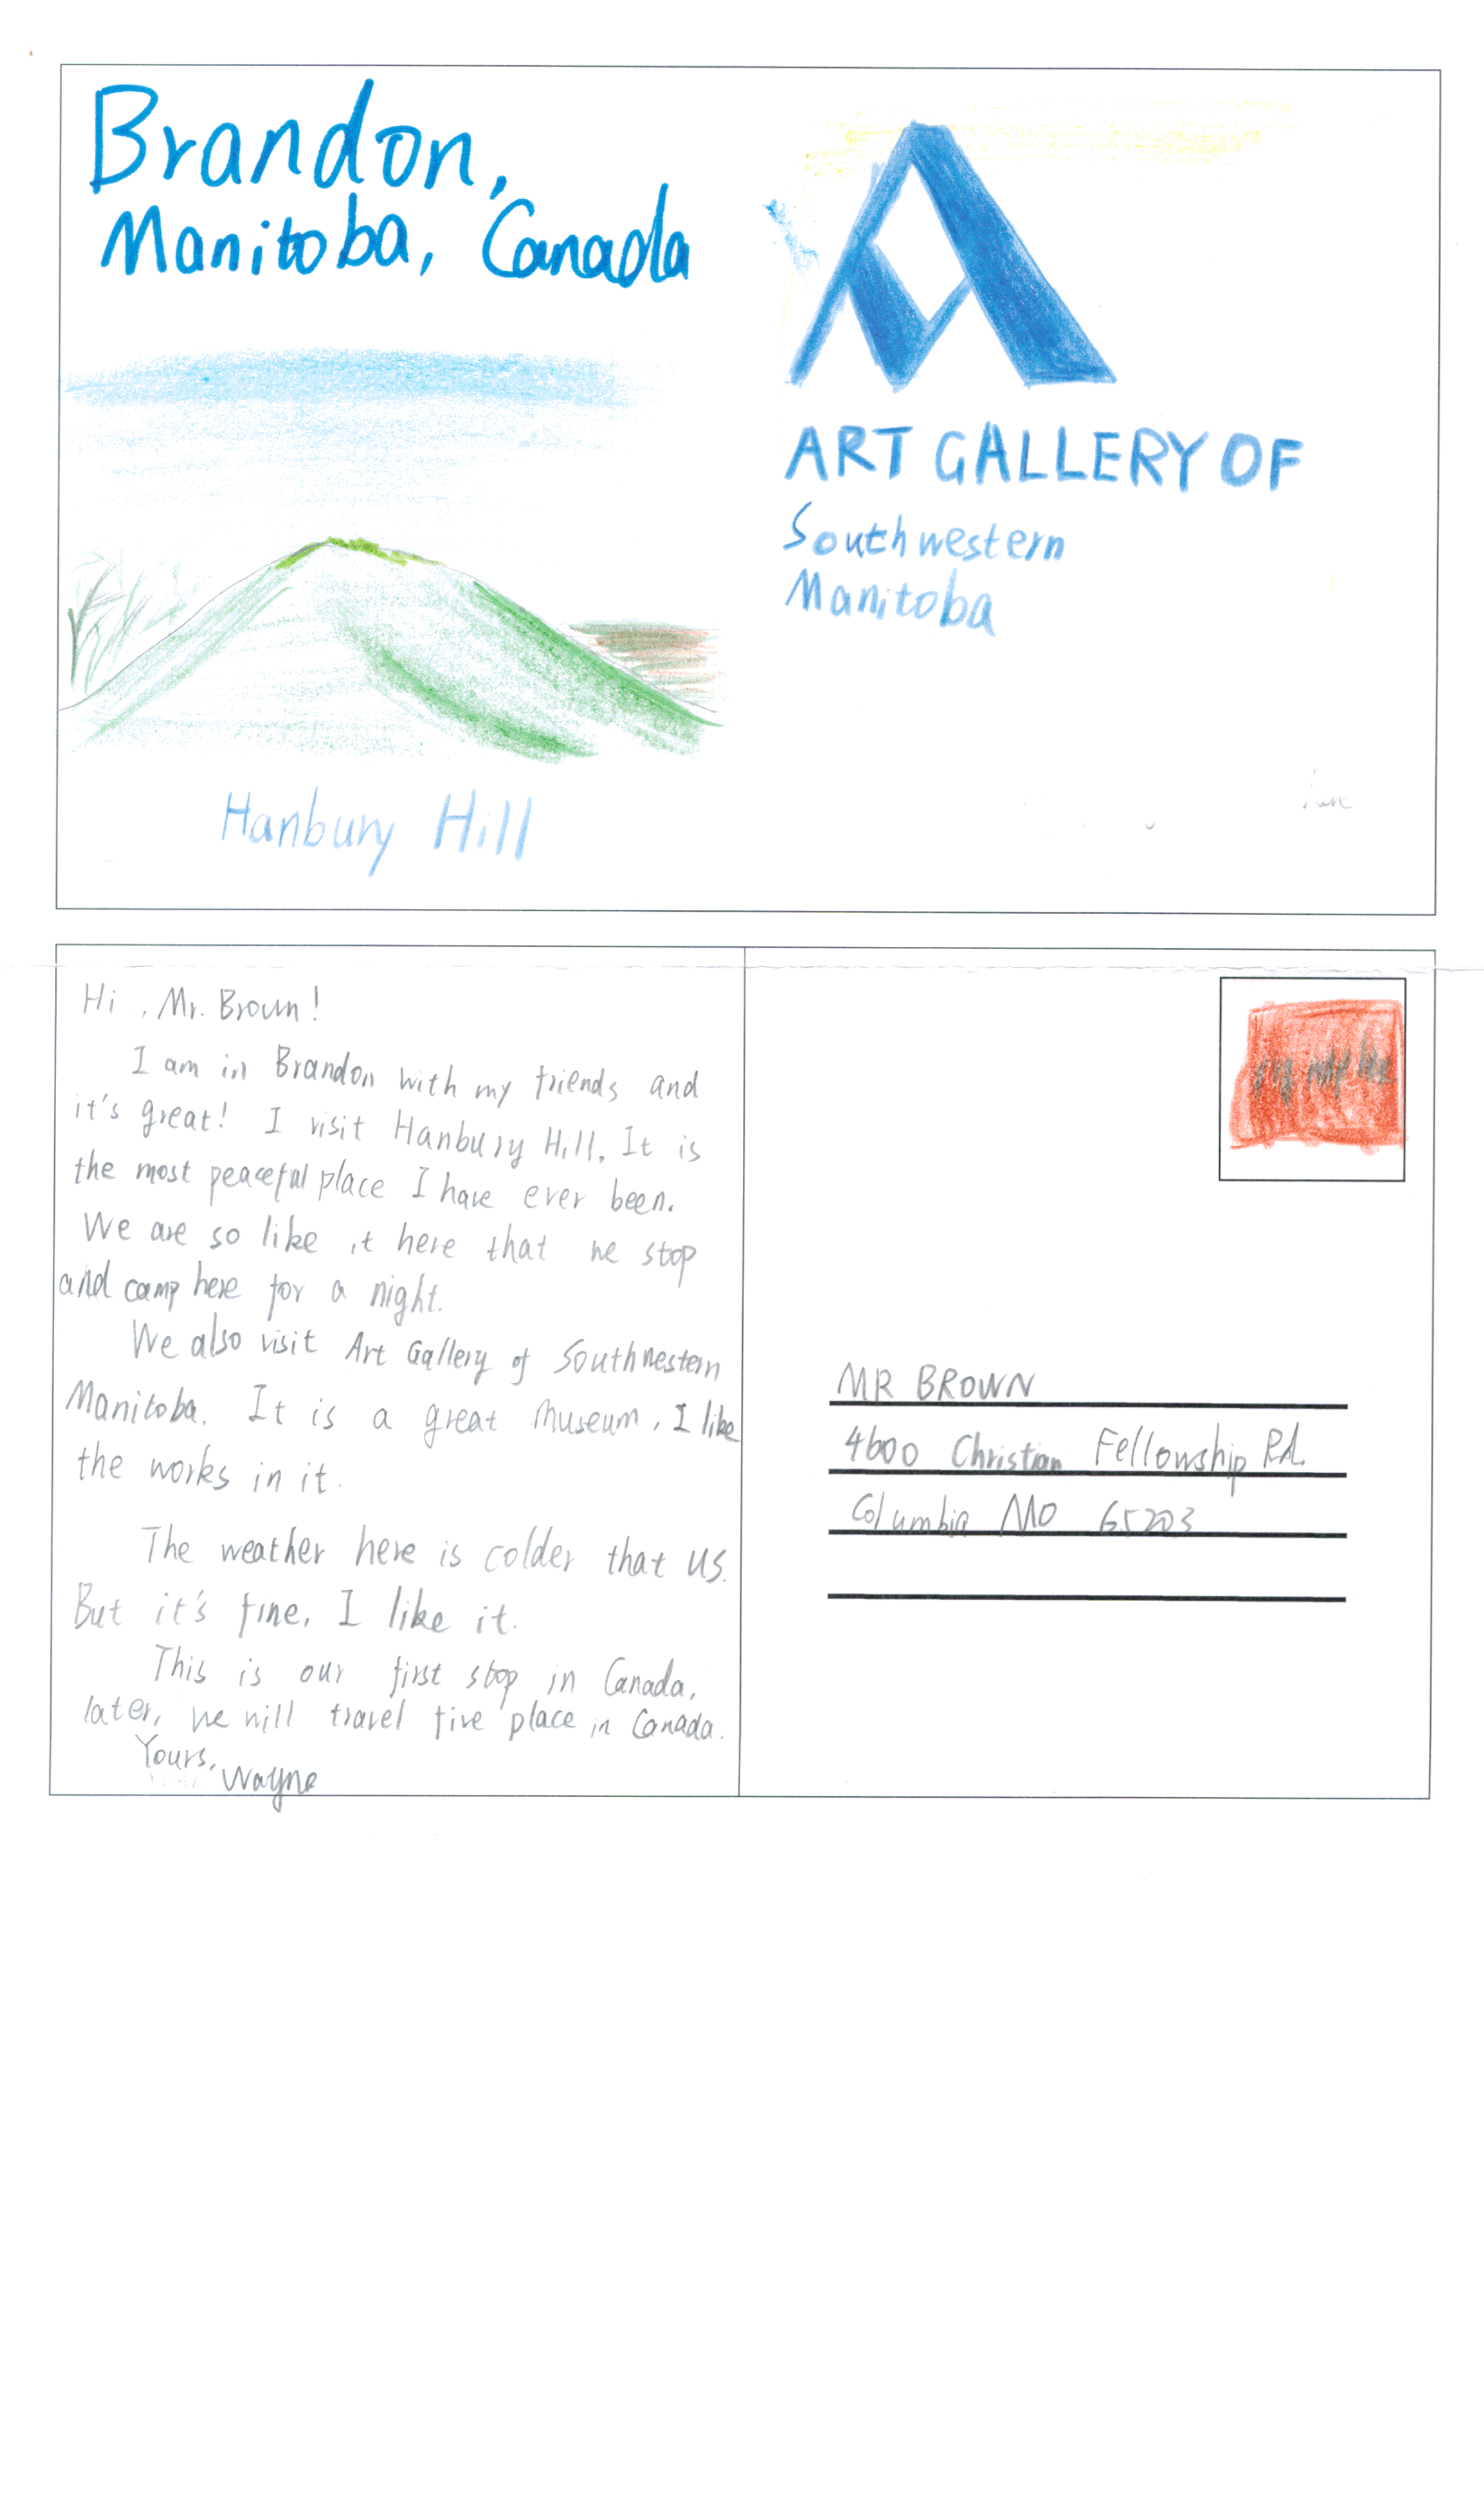 Brandon,
Manitoba, Canada
Hanbury Hill
ART GALLERY OF
Southwestern
Manitoba
Hi, Mr. Brown!
I am in Brandon with my friends and
it's great! I visit Hanbury Hill. It is
the most peaceful place I have ever been.
We are so like it here that we stop
and camp here for a night.
We also visit Art Gallery of Southwestern
Manitoba. It is a great museum, I like
the works in it.
The weather here is colder that US.
But it's fine, I like it.
This is our first stop in Canada,
later, we will travel five place in Canada.
Yours,
Wayne
MR BROWN
4600 Christian Fellowship Rd.
Columbia MO 65203